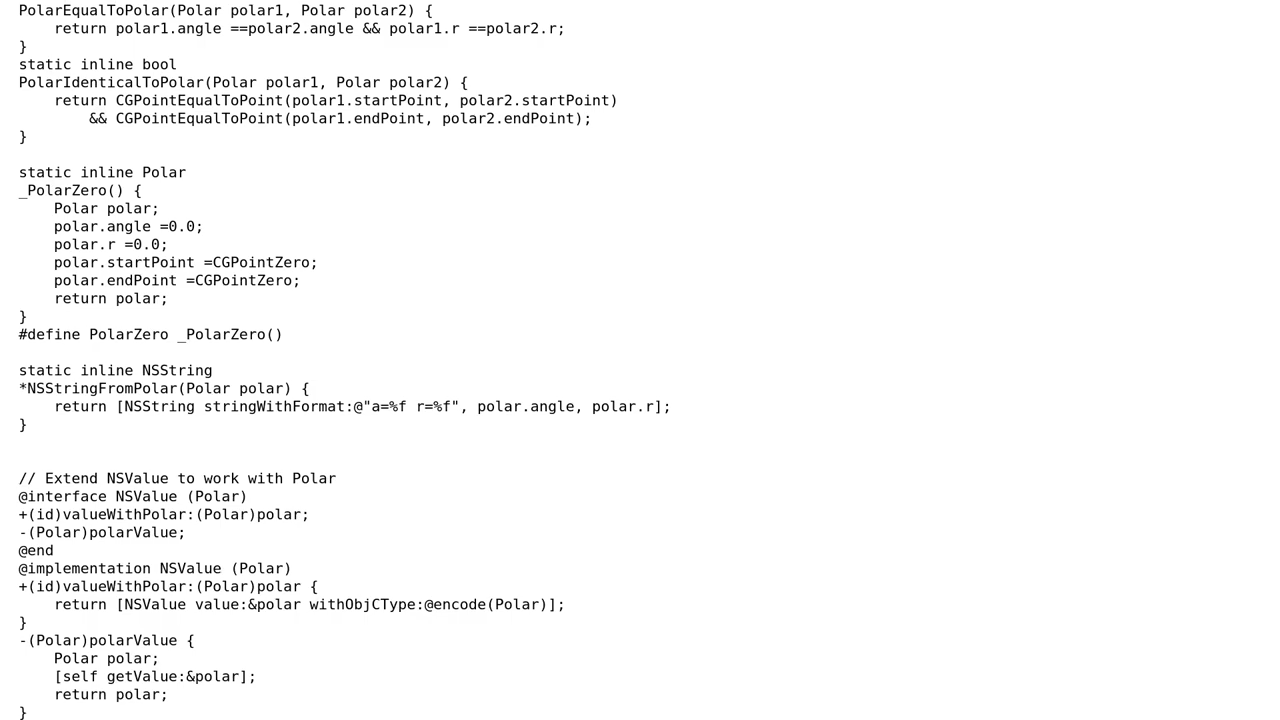 PolarEqualToPolar(Polar polar1, Polar polar2) {
    return polar1.angle ==polar2.angle && polar1.r ==polar2.r;
}
static inline bool
PolarIdenticalToPolar(Polar polar1, Polar polar2) {
    return CGPointEqualToPoint(polar1.startPoint, polar2.startPoint)
        && CGPointEqualToPoint(polar1.endPoint, polar2.endPoint);
}

static inline Polar
_PolarZero() {
    Polar polar;
    polar.angle =0.0;
    polar.r =0.0;
    polar.startPoint =CGPointZero;
    polar.endPoint =CGPointZero;
    return polar;
}
#define PolarZero _PolarZero()

static inline NSString
*NSStringFromPolar(Polar polar) {
    return [NSString stringWithFormat:@"a=%f r=%f", polar.angle, polar.r];
}


// Extend NSValue to work with Polar
@interface NSValue (Polar)
+(id)valueWithPolar:(Polar)polar;
-(Polar)polarValue;
@end
@implementation NSValue (Polar)
+(id)valueWithPolar:(Polar)polar {
    return [NSValue value:&polar withObjCType:@encode(Polar)];
}
-(Polar)polarValue {
    Polar polar;
    [self getValue:&polar];
    return polar;
}